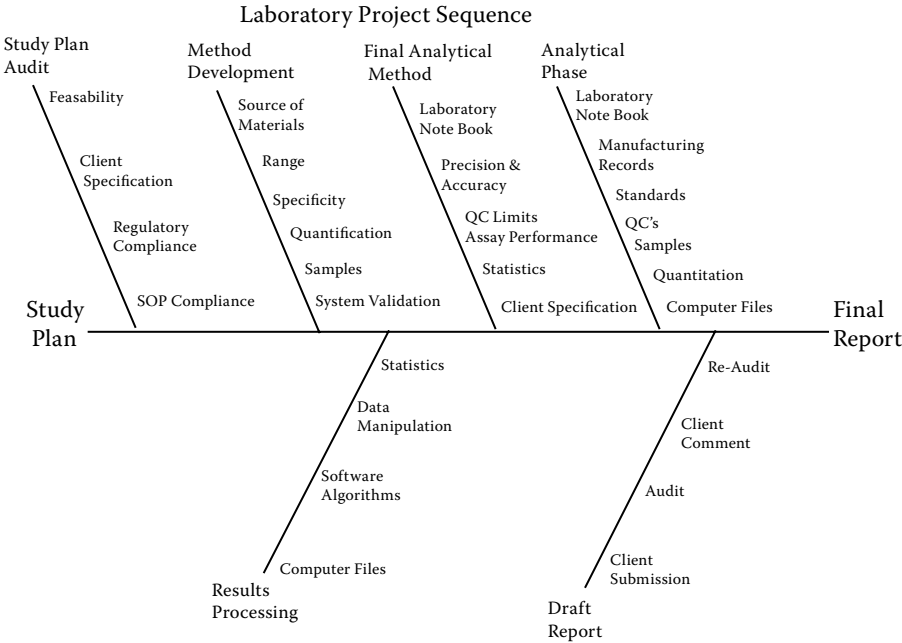 Laboratory Project Sequence
Study Plan
Audit
Feasability
Client
Specification
Regulatory
Compliance
SOP Compliance
Method
Development
Source of
Materials
Range
Specificity
Quantification
Samples
System Validation
Final Analytical
Method
Laboratory
Note Book
Precision &
Accuracy
QC Limits
Assay Performance
Statistics
Client Specification
Analytical
Phase
Laboratory
Note Book
Manufacturing
Records
Standards
QC's
Samples
Quantitation
Computer Files
Study
Plan
Final
Report
Statistics
Data
Manipulation
Software
Algorithms
Computer Files
Results
Processing
Re-Audit
Client
Comment
Audit
Client
Submission
Draft
Report